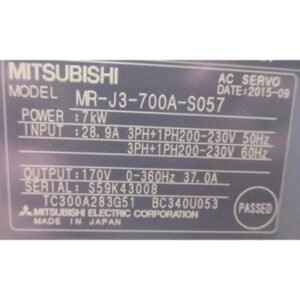 MITSUBISHI
AC SERVO
MODEL MR-J3-700A-S057
DATE:2015-09
POWER :7kW
INPUT :28.9A 3PH+1PH200-230V 50Hz
3PH+1PH200-230V 60Hz
OUTPUT:170V 0-360Hz 37.0A
SERIAL: S59K43008
TC300A283G51 BC340U053
MITSUBISHI ELECTRIC CORPORATION
MADE IN JAPAN
PASSED